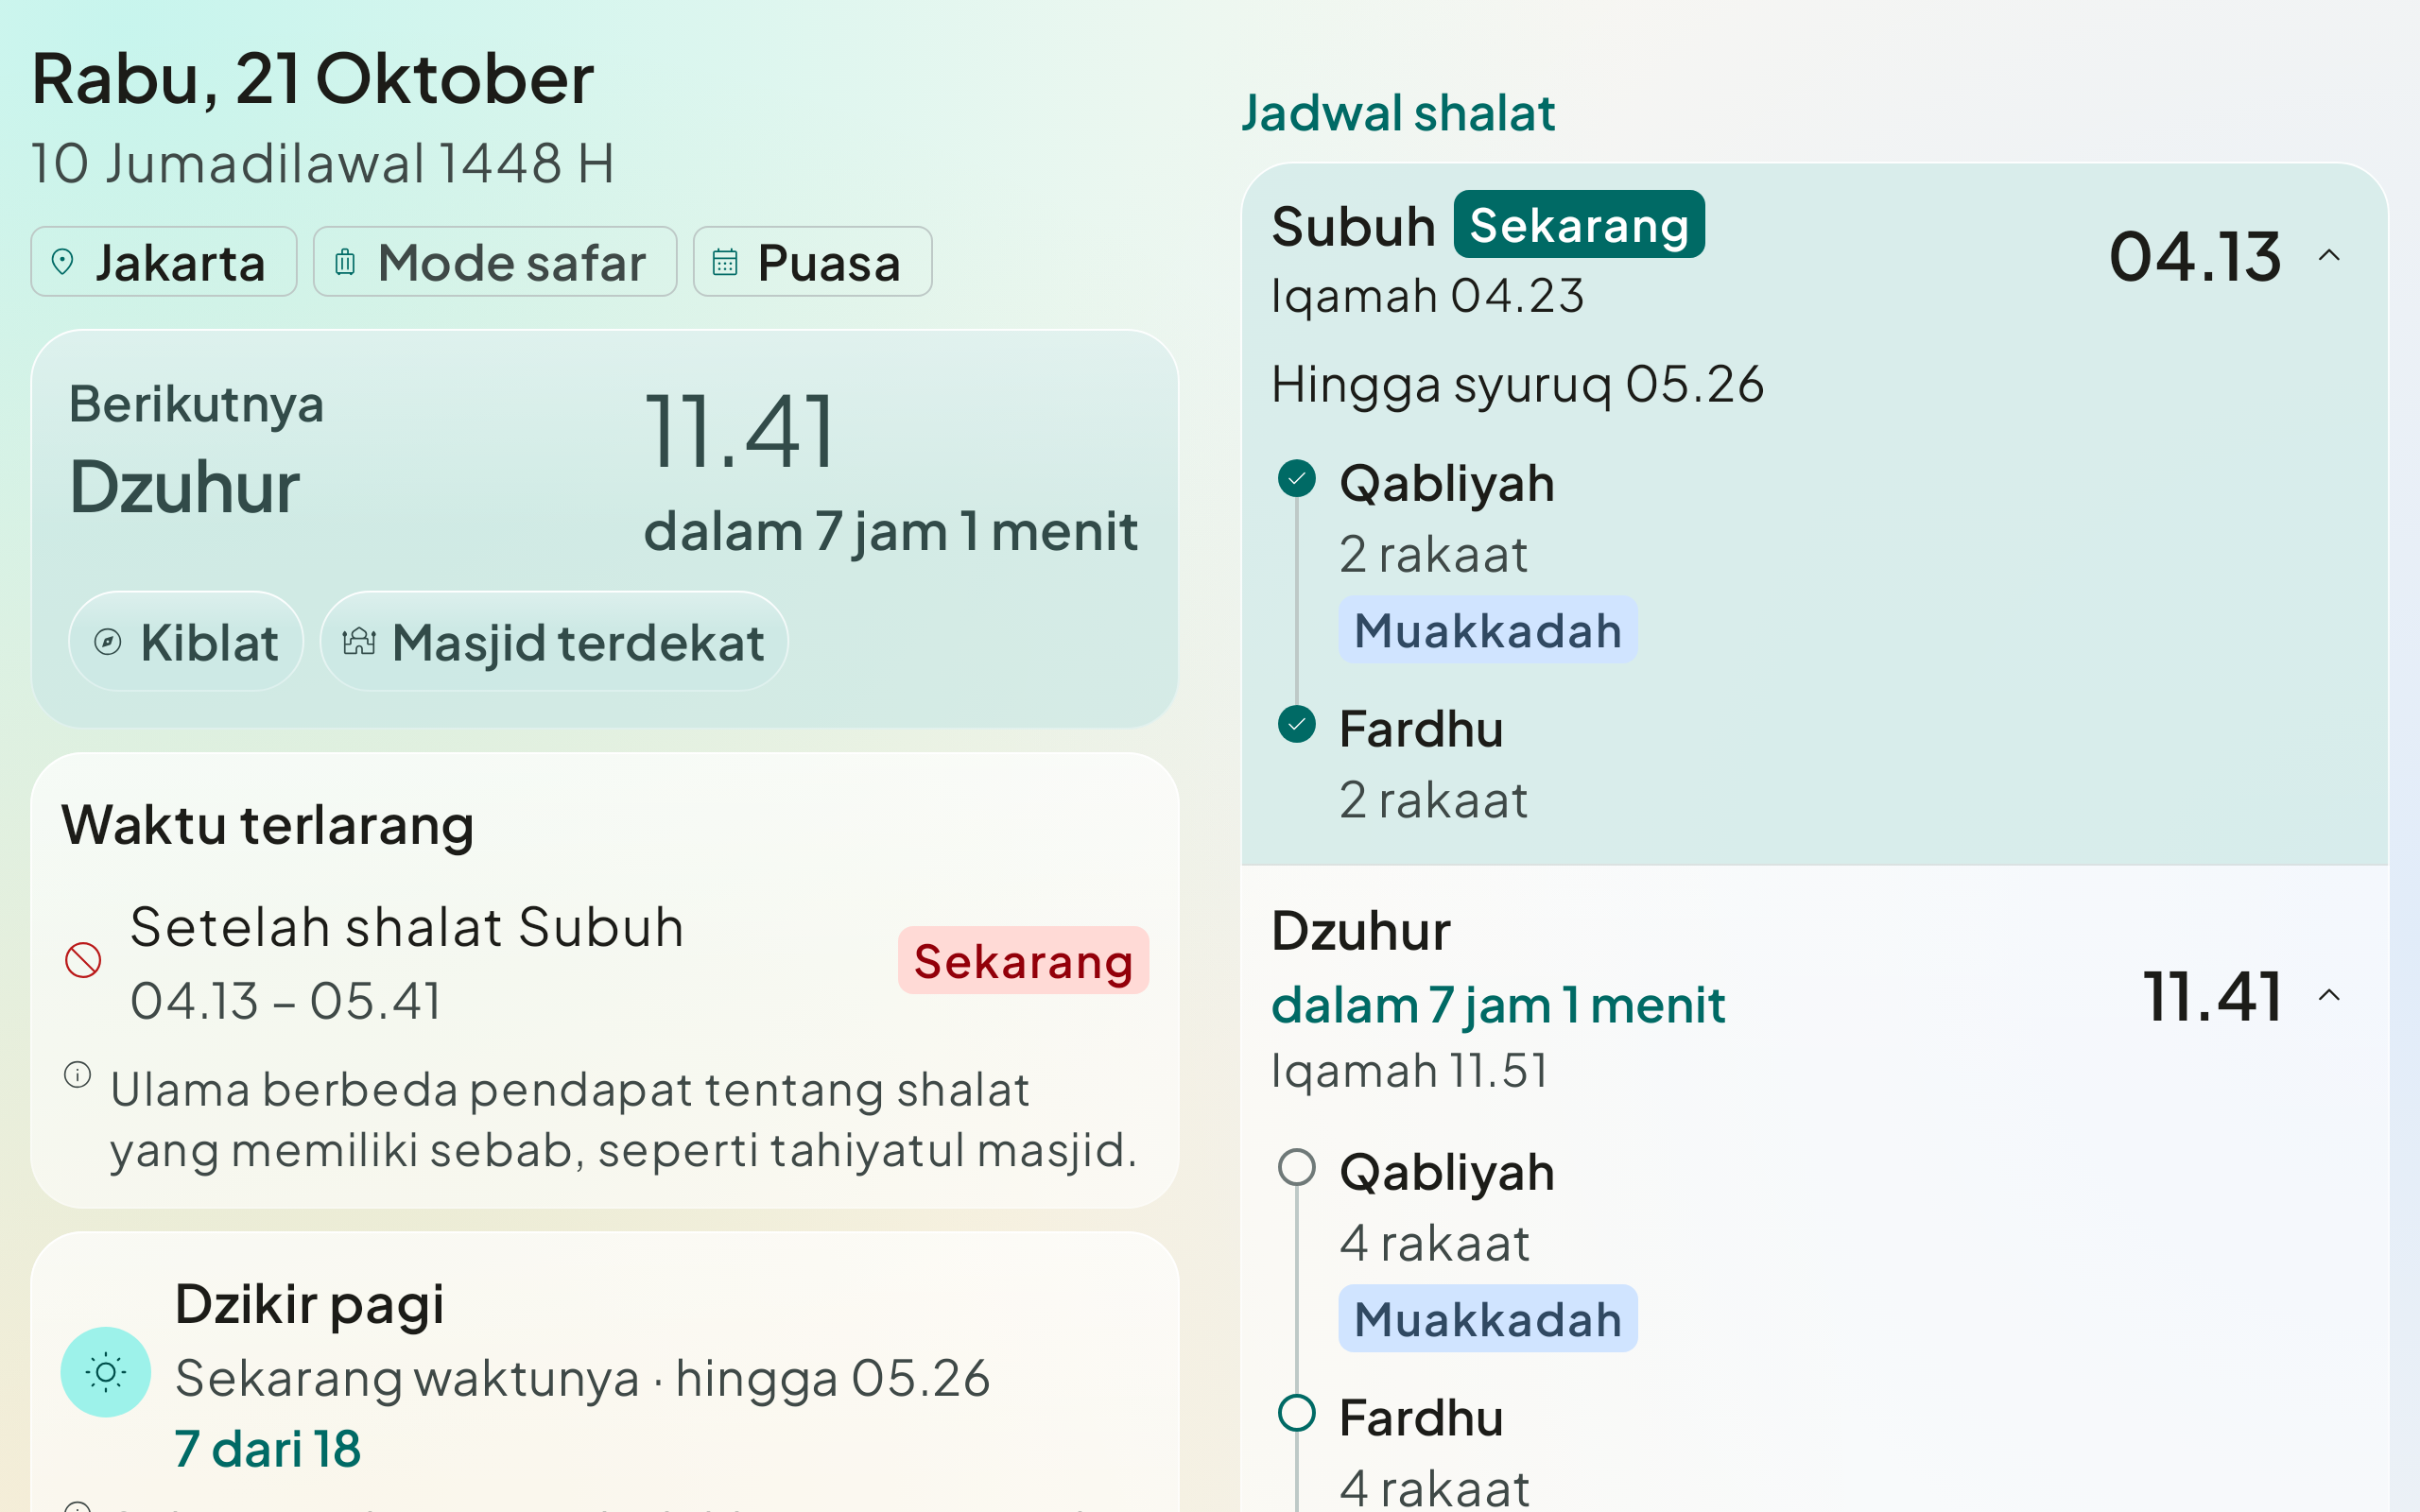 Rabu, 21 Oktober
10 Jumadilawal 1448 H
Jakarta
Mode safar
Puasa
Berikutnya
Dzuhur
11.41
dalam 7 jam 1 menit
Kiblat
Masjid terdekat
Waktu terlarang
Setelah shalat Subuh
04.13 – 05.41
Sekarang
Ulama berbeda pendapat tentang shalat
yang memiliki sebab, seperti tahiyatul masjid.
Dzikir pagi
Sekarang waktunya · hingga 05.26
7 dari 18
Jadwal shalat
Subuh
Sekarang
Iqamah 04.23
04.13
Hingga syuruq 05.26
Qabliyah
2 rakaat
Muakkadah
Fardhu
2 rakaat
Dzuhur
dalam 7 jam 1 menit
Iqamah 11.51
11.41
Qabliyah
4 rakaat
Muakkadah
Fardhu
4 rakaat